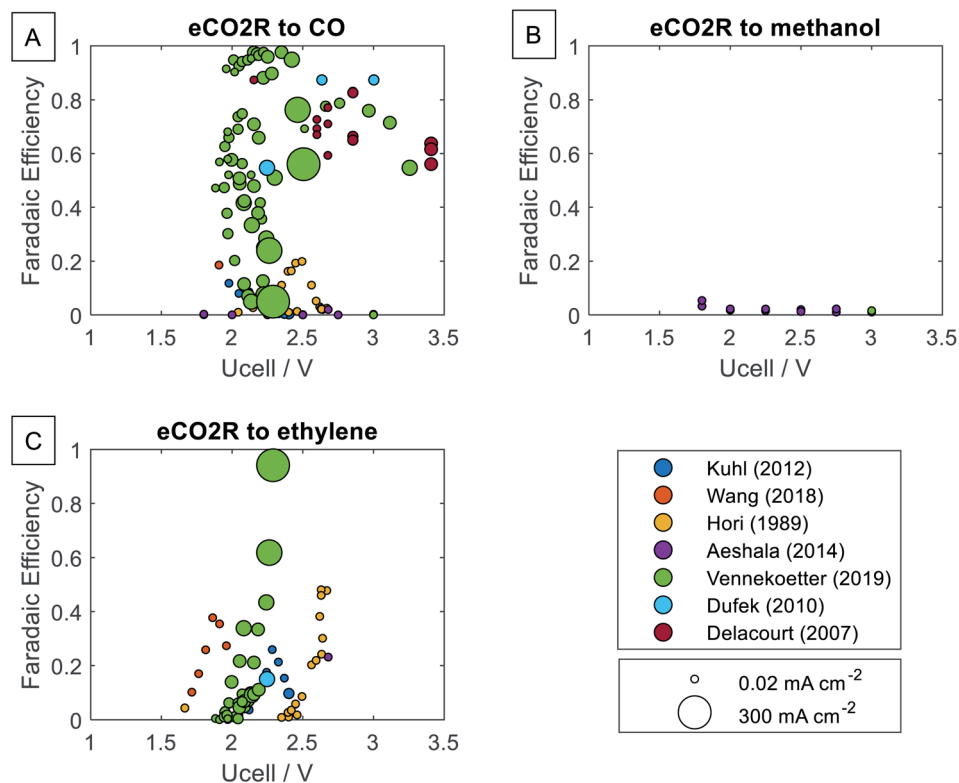 A
eCO2R to CO
Faradaic Efficiency
1
0.8
0.6
0.4
0.2
0
1 1.5 2 2.5 3 3.5
Ucell / V
B
eCO2R to methanol
Faradaic Efficiency
1
0.8
0.6
0.4
0.2
0
1 1.5 2 2.5 3 3.5
Ucell / V
C
eCO2R to ethylene
Faradaic Efficiency
1
0.8
0.6
0.4
0.2
0
1 1.5 2 2.5 3 3.5
Ucell / V
Kuhl (2012)
Wang (2018)
Hori (1989)
Aeshala (2014)
Vennekoetter (2019)
Dufek (2010)
Delacourt (2007)
0.02 mA cm⁻²
300 mA cm⁻²